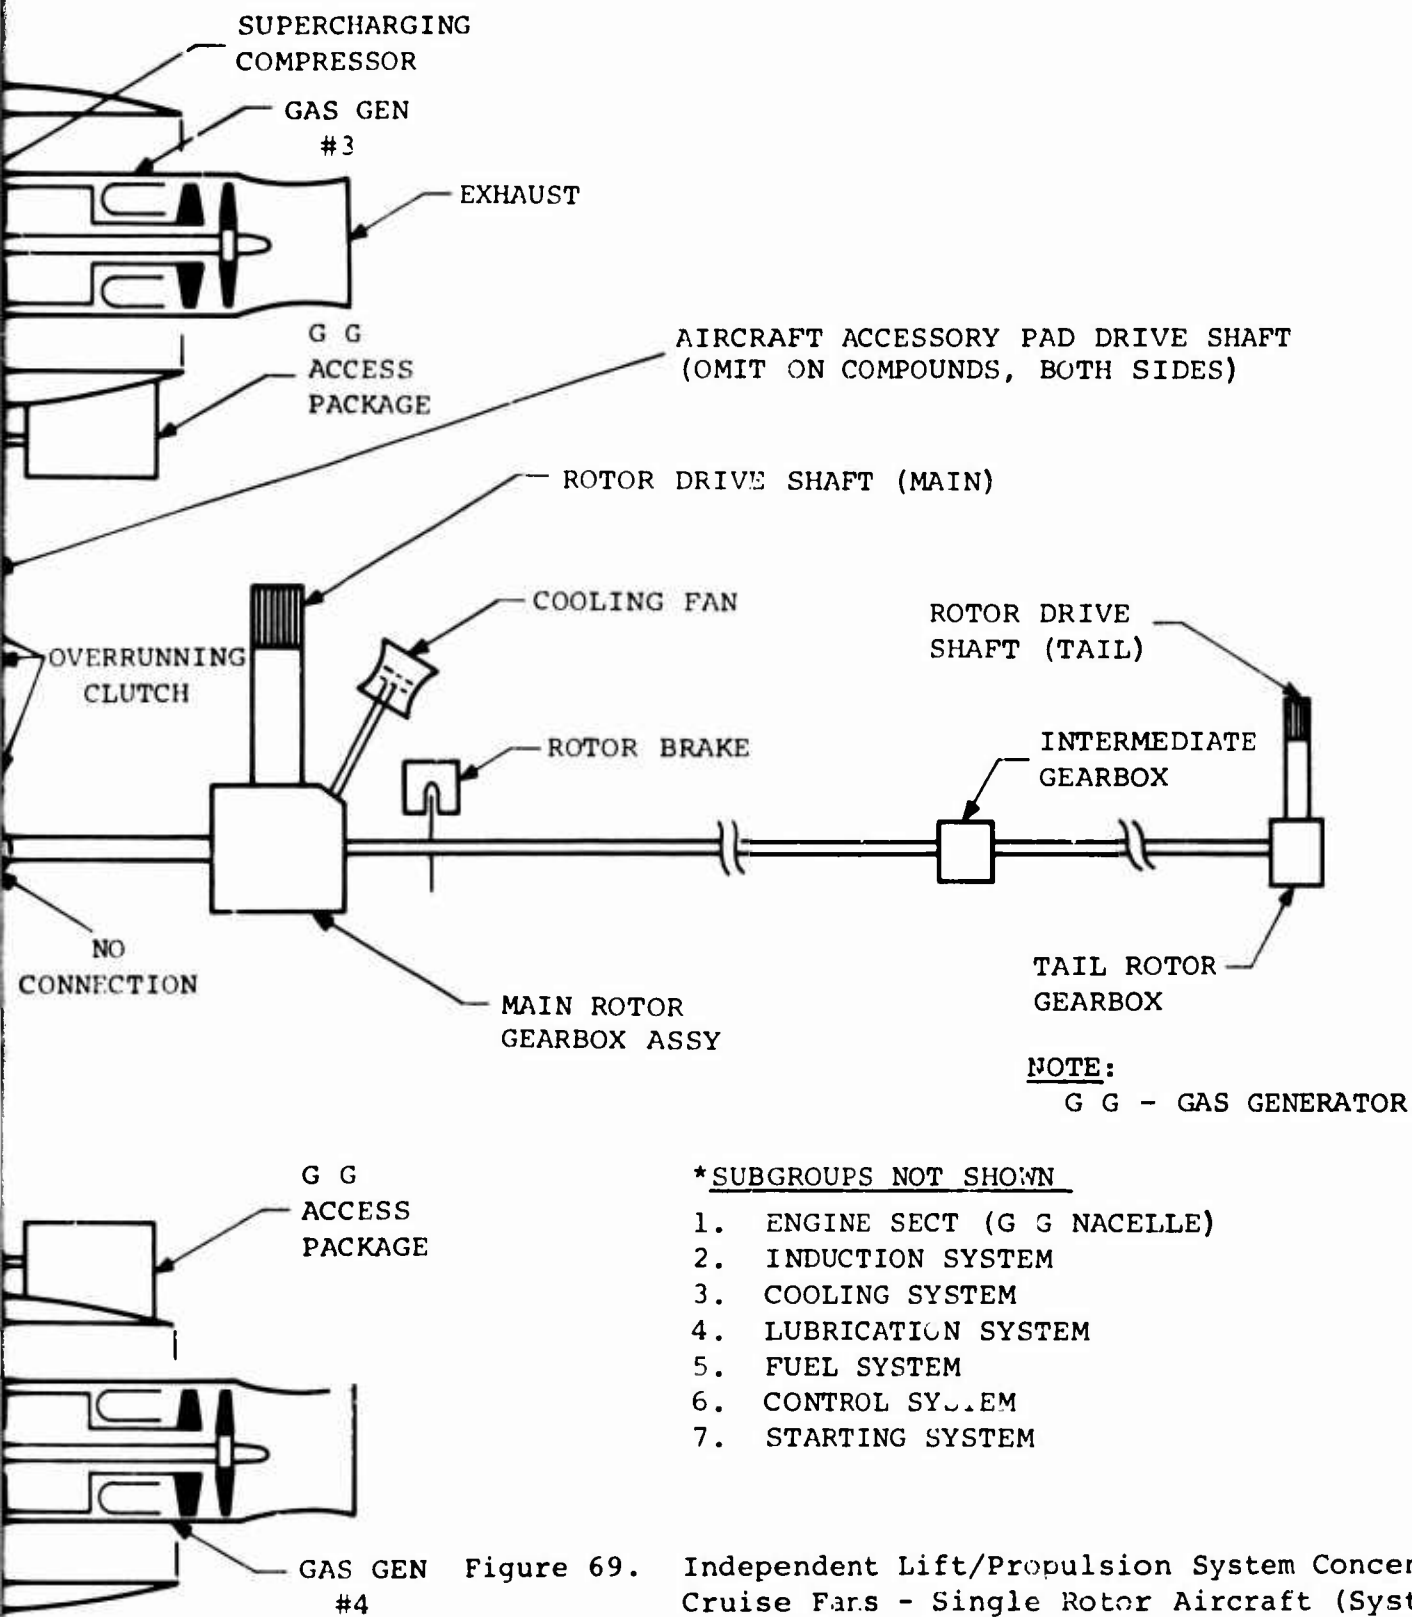 SUPERCHARGING
COMPRESSOR
GAS GEN
#3
EXHAUST
G G
ACCESS
PACKAGE
AIRCRAFT ACCESSORY PAD DRIVE SHAFT
(OMIT ON COMPOUNDS, BOTH SIDES)
ROTOR DRIVE SHAFT (MAIN)
COOLING FAN
ROTOR DRIVE
SHAFT (TAIL)
OVERRUNNING
CLUTCH
ROTOR BRAKE
INTERMEDIATE
GEARBOX
NO
CONNECTION
MAIN ROTOR
GEARBOX ASSY
TAIL ROTOR
GEARBOX
NOTE:
G G - GAS GENERATOR
G G
ACCESS
PACKAGE
*SUBGROUPS NOT SHOWN
1. ENGINE SECT (G G NACELLE)
2. INDUCTION SYSTEM
3. COOLING SYSTEM
4. LUBRICATION SYSTEM
5. FUEL SYSTEM
6. CONTROL SYSTEM
7. STARTING SYSTEM
GAS GEN
#4
Figure 69. Independent Lift/Propulsion System Concep
Cruise Fans - Single Rotor Aircraft (Syst